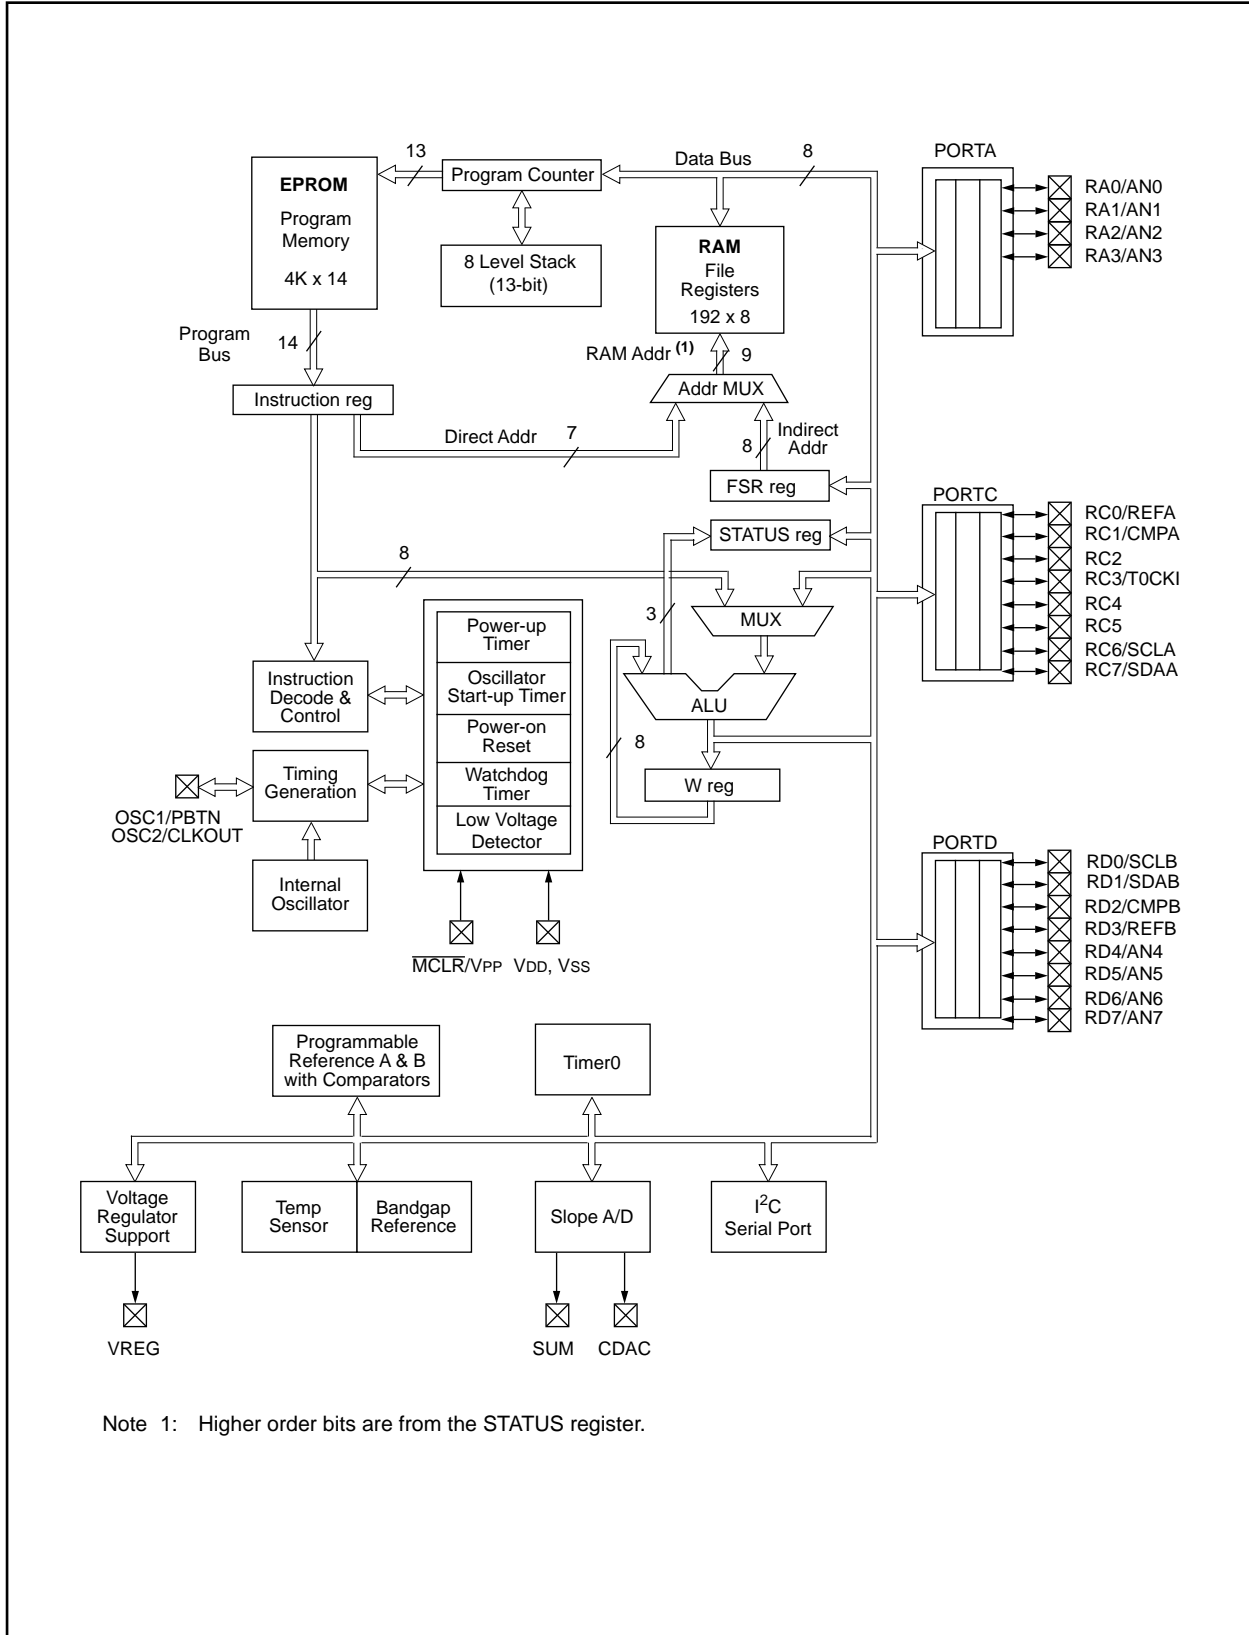 13
Data Bus
8
PORTA
EPROM
Program
Memory
4K x 14
Program Counter
8 Level Stack
(13-bit)
RAM
File
Registers
192 x 8
RA0/AN0
RA1/AN1
RA2/AN2
RA3/AN3
Program
Bus
14
RAM Addr (1)
9
Instruction reg
Addr MUX
Direct Addr
7
8
Indirect
Addr
FSR reg
STATUS reg
PORTC
RC0/REFA
RC1/CMPA
RC2
RC3/T0CKI
RC4
RC5
RC6/SCLA
RC7/SDAA
8
3
MUX
Power-up
Timer
Oscillator
Start-up Timer
Power-on
Reset
Watchdog
Timer
Low Voltage
Detector
Instruction
Decode &
Control
ALU
8
W reg
Timing
Generation
OSC1/PBTN
OSC2/CLKOUT
Internal
Oscillator
MCLR/VPP
VDD, VSS
PORTD
RD0/SCLB
RD1/SDAB
RD2/CMPB
RD3/REFB
RD4/AN4
RD5/AN5
RD6/AN6
RD7/AN7
Programmable
Reference A & B
with Comparators
Timer0
Voltage
Regulator
Support
Temp
Sensor
Bandgap
Reference
Slope A/D
I2C
Serial Port
VREG
SUM
CDAC
Note 1: Higher order bits are from the STATUS register.